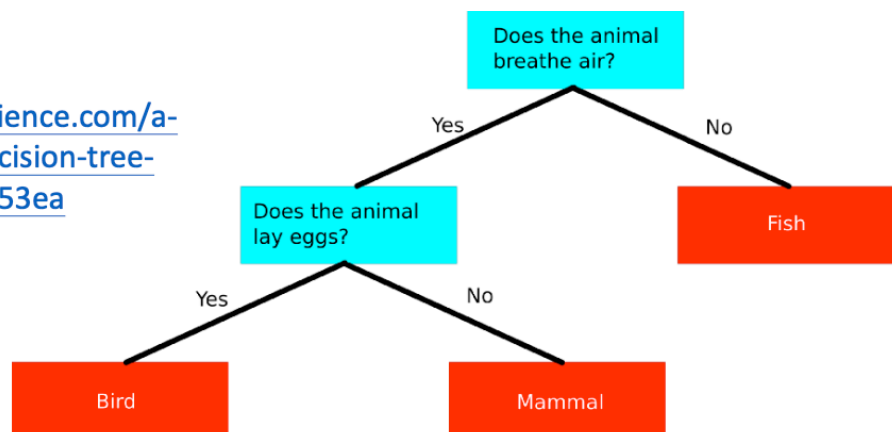 Does the animal
breathe air?
ience.com/a-
cision-tree-
53ea
Yes
No
Does the animal
lay eggs?
Fish
Yes
No
Bird
Mammal